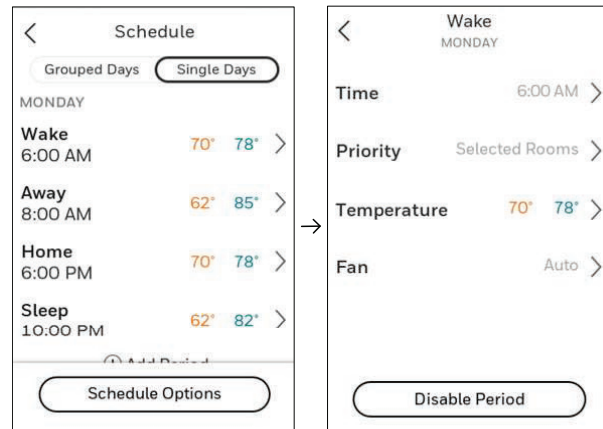 Schedule
Grouped Days Single Days
MONDAY
Wake
6:00 AM 70° 78°
Away
8:00 AM 62° 85°
Home
6:00 PM 70° 78°
Sleep
10:00 PM 62° 82°
Add Period
Schedule Options
Wake
MONDAY
Time 6:00 AM
Priority Selected Rooms
Temperature 70° 78°
Fan Auto
Disable Period